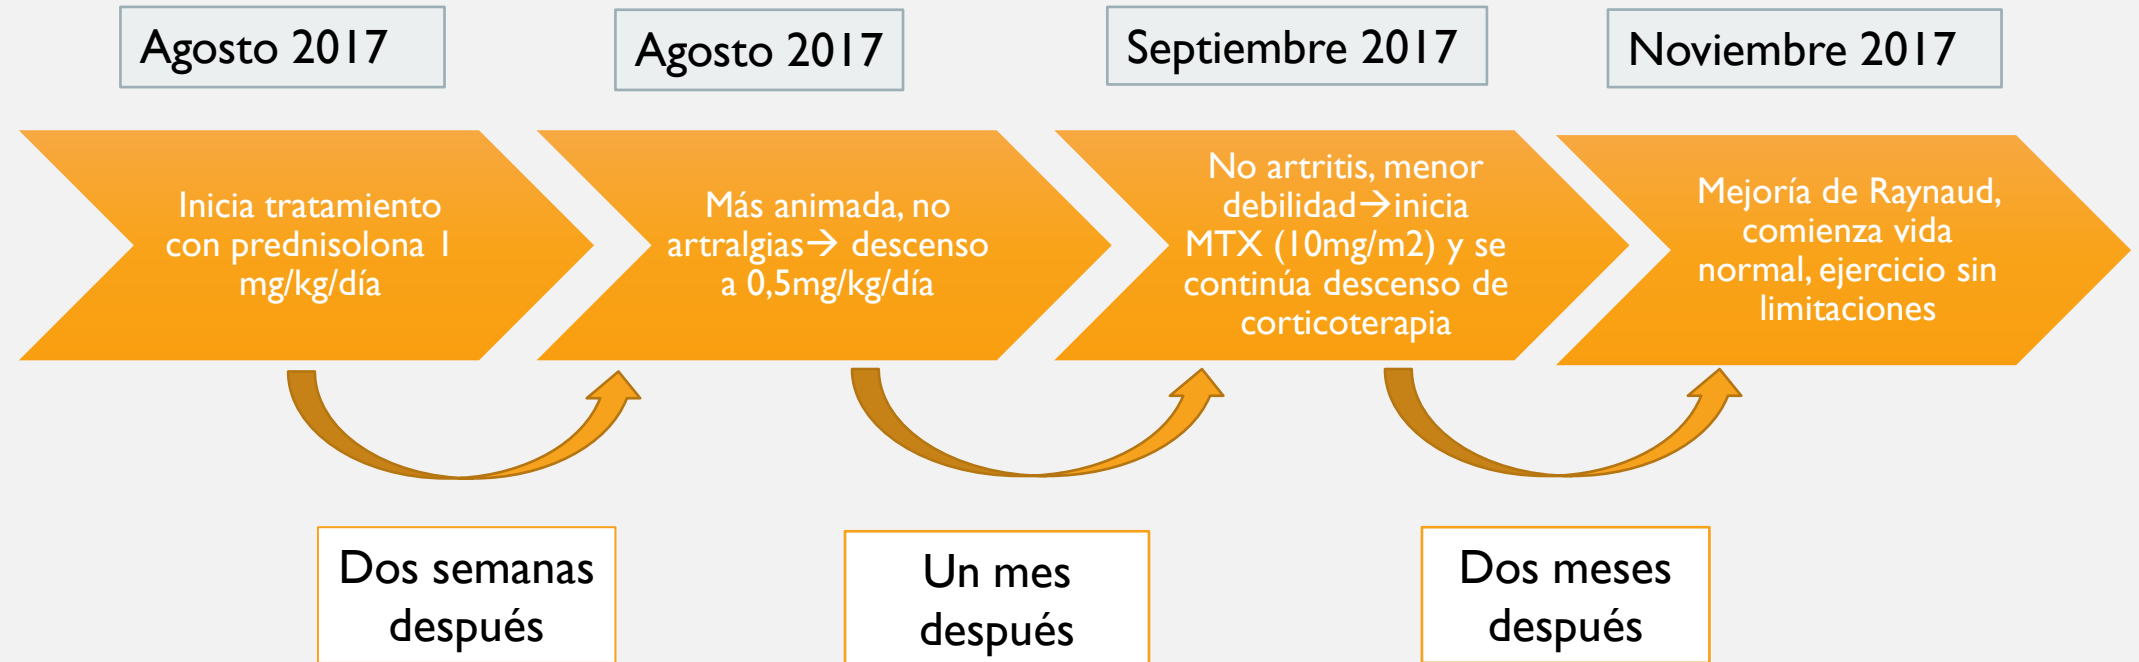 Agosto 2017
Agosto 2017
Septiembre 2017
Noviembre 2017
Inicia tratamiento
con prednisolona 1
mg/kg/día
Más animada, no
artralgias→ descenso
a 0,5mg/kg/día
No artritis, menor
debilidad→inicia
MTX (10mg/m2) y se
continúa descenso de
corticoterapia
Mejoría de Raynaud,
comienza vida
normal, ejercicio sin
limitaciones
Dos semanas
después
Un mes
después
Dos meses
después